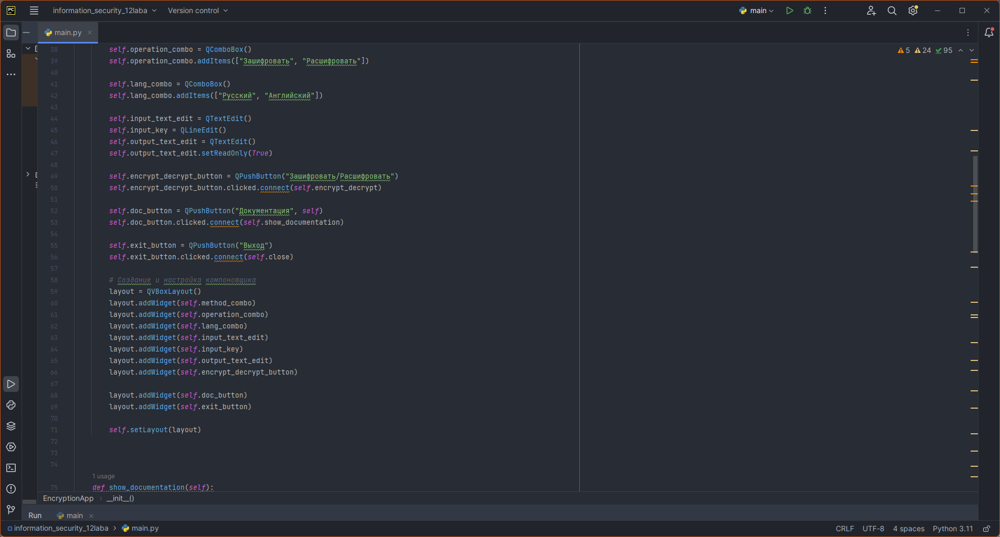 PC information_security_12laba Version control main
main.py
5 24 95
38 self.operation_combo = QComboBox()
39 self.operation_combo.addItems(["Зашифровать", "Расшифровать"])
40
41 self.lang_combo = QComboBox()
42 self.lang_combo.addItems(["Русский", "Английский"])
43
44 self.input_text_edit = QTextEdit()
45 self.input_key = QLineEdit()
46 self.output_text_edit = QTextEdit()
47 self.output_text_edit.setReadOnly(True)
48
49 self.encrypt_decrypt_button = QPushButton("Зашифровать/Расшифровать")
50 self.encrypt_decrypt_button.clicked.connect(self.encrypt_decrypt)
51
52 self.doc_button = QPushButton("Документация", self)
53 self.doc_button.clicked.connect(self.show_documentation)
54
55 self.exit_button = QPushButton("Выход")
56 self.exit_button.clicked.connect(self.close)
57
58 # Создание и настройка компоновщика
59 layout = QVBoxLayout()
60 layout.addWidget(self.method_combo)
61 layout.addWidget(self.operation_combo)
62 layout.addWidget(self.lang_combo)
63 layout.addWidget(self.input_text_edit)
64 layout.addWidget(self.input_key)
65 layout.addWidget(self.output_text_edit)
66 layout.addWidget(self.encrypt_decrypt_button)
67
68 layout.addWidget(self.doc_button)
69 layout.addWidget(self.exit_button)
70
71 self.setLayout(layout)
72
73
74
1 usage
75 def show_documentation(self):
EncryptionApp › __init__()
Run main
information_security_12laba › main.py CRLF UTF-8 4 spaces Python 3.11